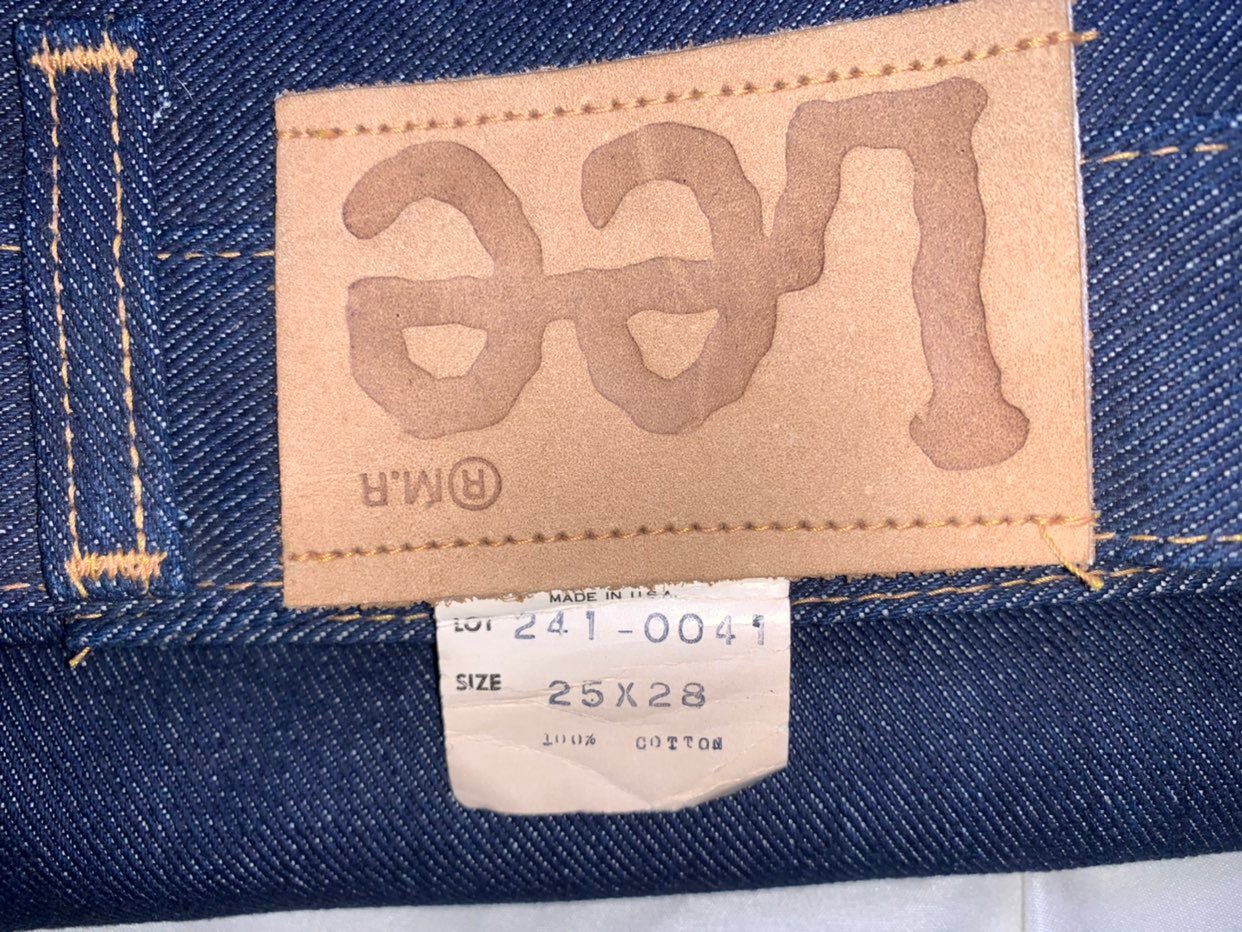 Lee
® M.R
MADE IN U.S.A.
LOT 241-0041
SIZE 25X28
100% COTTON